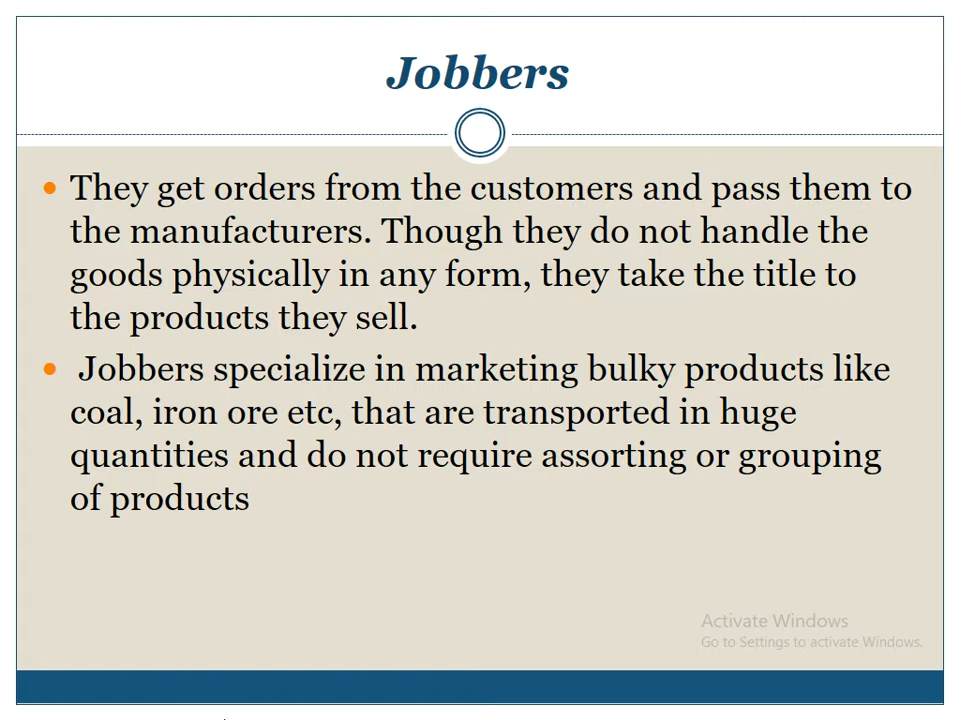 Jobbers
They get orders from the customers and pass them to
the manufacturers. Though they do not handle the
goods physically in any form, they take the title to
the products they sell.
Jobbers specialize in marketing bulky products like
coal, iron ore etc, that are transported in huge
quantities and do not require assorting or grouping
of products
Activate Windows
Go to Settings to activate Windows.